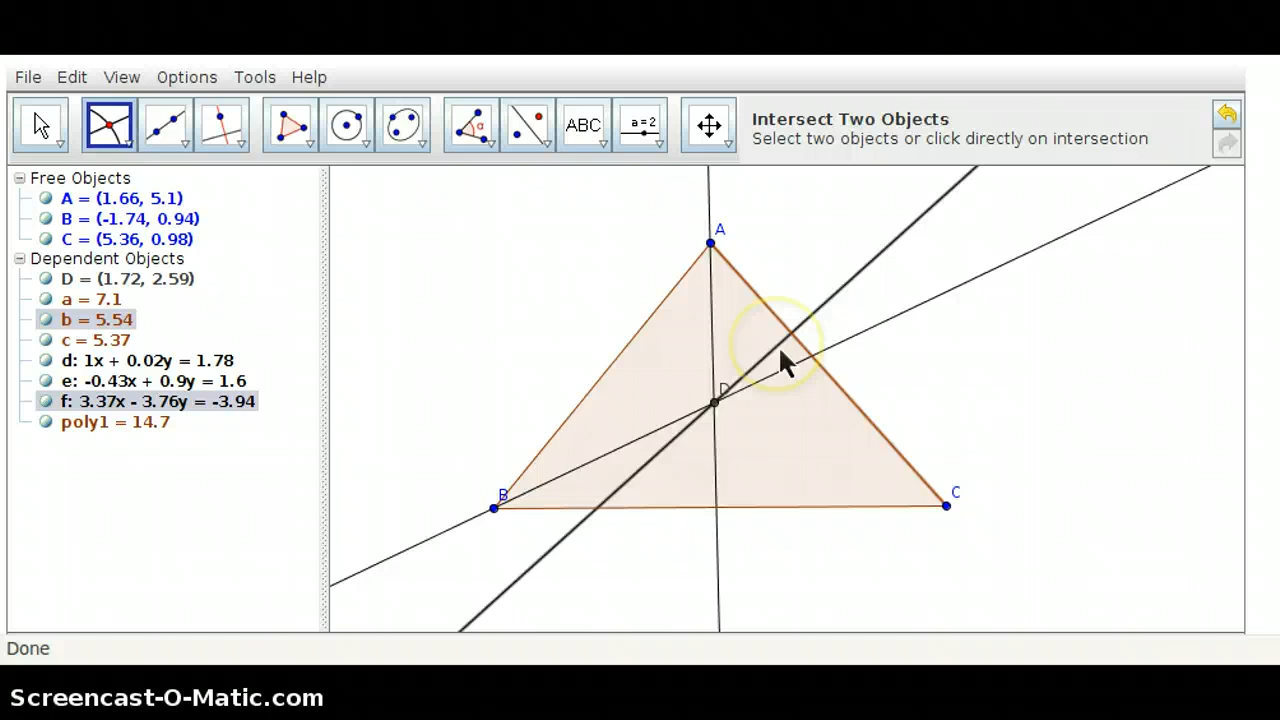 File Edit View Options Tools Help
ABC
a=2
α
Intersect Two Objects
Select two objects or click directly on intersection
Free Objects
A = (1.66, 5.1)
B = (-1.74, 0.94)
C = (5.36, 0.98)
Dependent Objects
D = (1.72, 2.59)
a = 7.1
b = 5.54
c = 5.37
d: 1x + 0.02y = 1.78
e: -0.43x + 0.9y = 1.6
f: 3.37x - 3.76y = -3.94
poly1 = 14.7
A
D
B
C
Done
Screencast-O-Matic.com